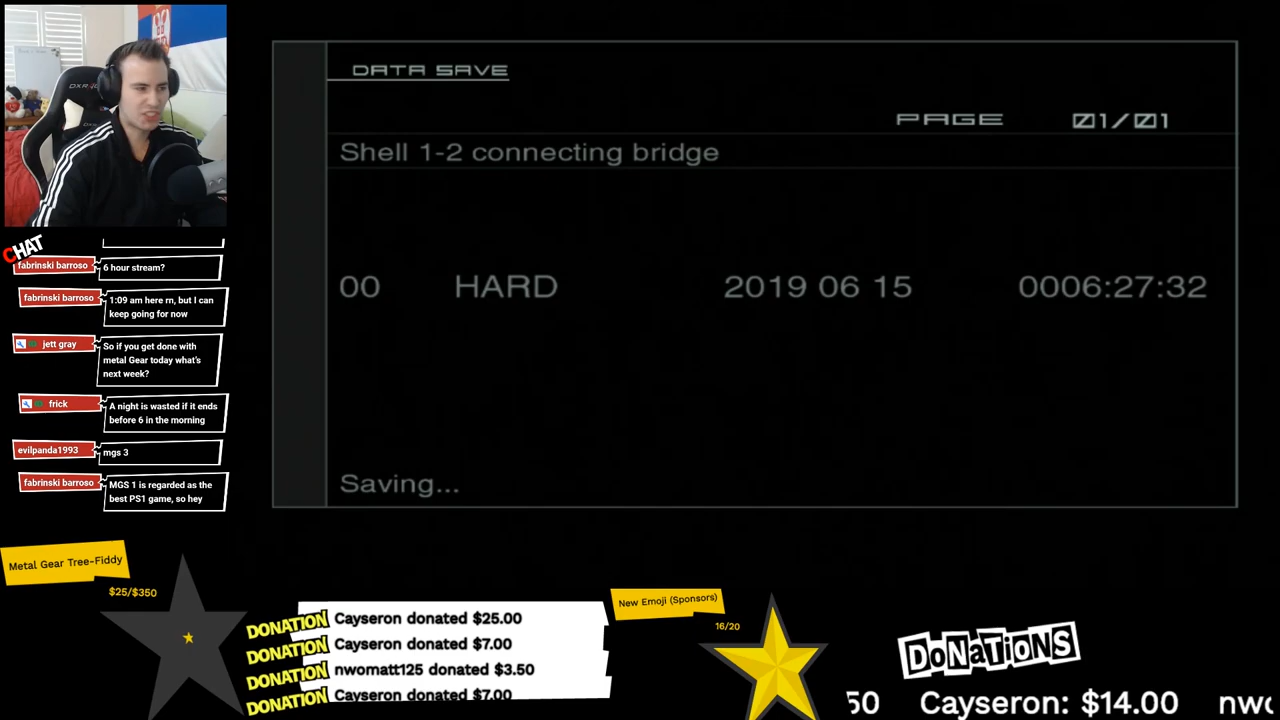 DXRACER
DATA SAVE
PAGE 01/01
Shell 1-2 connecting bridge
00 HARD 2019 06 15 0006:27:32
Saving...
CHAT
fabrinski barroso
6 hour stream?
fabrinski barroso
1:09 am here rn, but I can
keep going for now
jett gray
So if you get done with
metal Gear today what's
next week?
frick
A night is wasted if it ends
before 6 in the morning
evilpanda1993
mgs 3
fabrinski barroso
MGS 1 is regarded as the
best PS1 game, so hey
Metal Gear Tree-Fiddy
$25/$350
DONATION Cayseron donated $25.00
DONATION Cayseron donated $7.00
DONATION nwomatt125 donated $3.50
DONATION Cayseron donated $7.00
New Emoji (Sponsors)
16/20
DoNaTiONS
50 Cayseron: $14.00 nwo